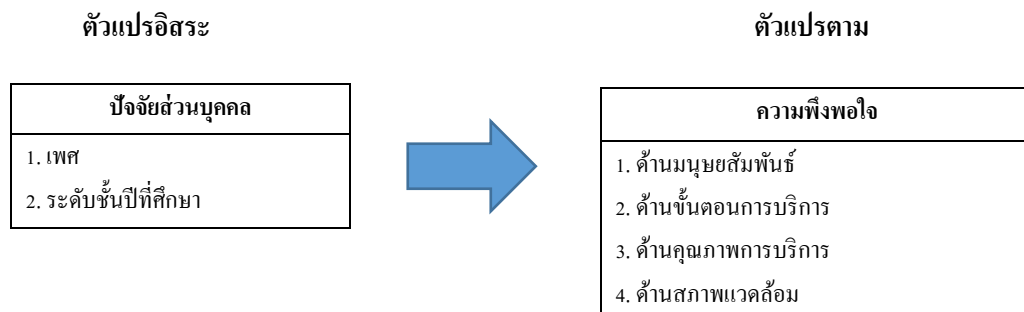 ตัวแปรอิสระ
ตัวแปรตาม
ปัจจัยส่วนบุคคล
1. เพศ
2. ระดับชั้นปีที่ศึกษา
ความพึงพอใจ
1. ด้านมนุษยสัมพันธ์
2. ด้านขั้นตอนการบริการ
3. ด้านคุณภาพการบริการ
4. ด้านสภาพแวดล้อม